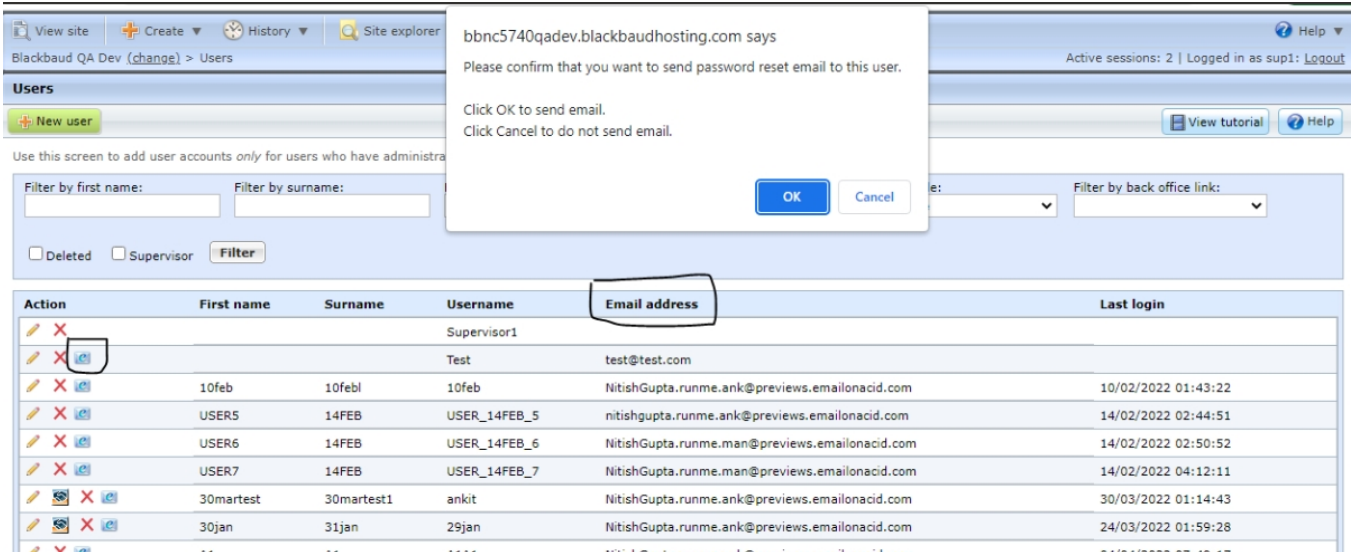 View site Create ▼ History ▼ Site explorer Help ▼
bbnc5740qadev.blackbaudhosting.com says
Please confirm that you want to send password reset email to this user.
Click OK to send email.
Click Cancel to do not send email.
OK Cancel
Blackbaud QA Dev (change) > Users Active sessions: 2 | Logged in as sup1: Logout
Users
New user View tutorial Help
Use this screen to add user accounts only for users who have administra
Filter by first name: Filter by surname: e: Filter by back office link:
Deleted Supervisor Filter
Action First name Surname Username Email address Last login
Supervisor1
Test test@test.com
10feb 10febl 10feb NitishGupta.runme.ank@previews.emailonacid.com 10/02/2022 01:43:22
USER5 14FEB USER_14FEB_5 nitishgupta.runme.ank@previews.emailonacid.com 14/02/2022 02:44:51
USER6 14FEB USER_14FEB_6 NitishGupta.runme.man@previews.emailonacid.com 14/02/2022 02:50:52
USER7 14FEB USER_14FEB_7 NitishGupta.runme.man@previews.emailonacid.com 14/02/2022 04:12:11
30martest 30martest1 ankit NitishGupta.runme.ank@previews.emailonacid.com 30/03/2022 01:14:43
30jan 31jan 29jan NitishGupta.runme.ank@previews.emailonacid.com 24/03/2022 01:59:28